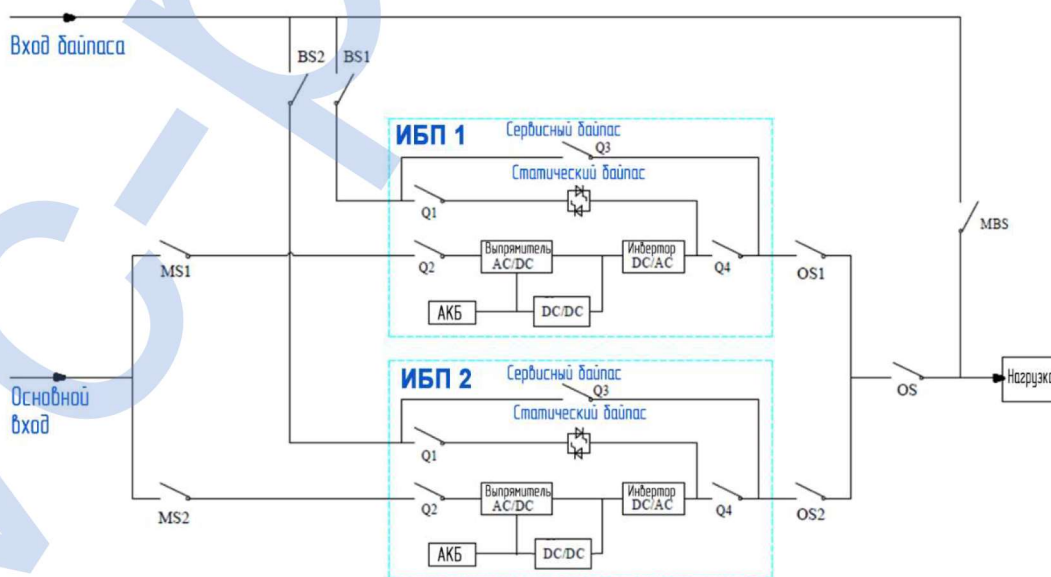 Вход байпаса
BS2
BS1
ИБП 1
Сервисный байпас
Q3
Статический байпас
Q1
MBS
MS1
Q2
Выпрямитель
AC/DC
Инвертор
DC/AC
Q4
OS1
АКБ
DC/DC
Основной
вход
ИБП 2
Сервисный байпас
Q3
OS
Нагрузка
Статический байпас
Q1
MS2
Q2
Выпрямитель
AC/DC
Инвертор
DC/AC
Q4
OS2
АКБ
DC/DC